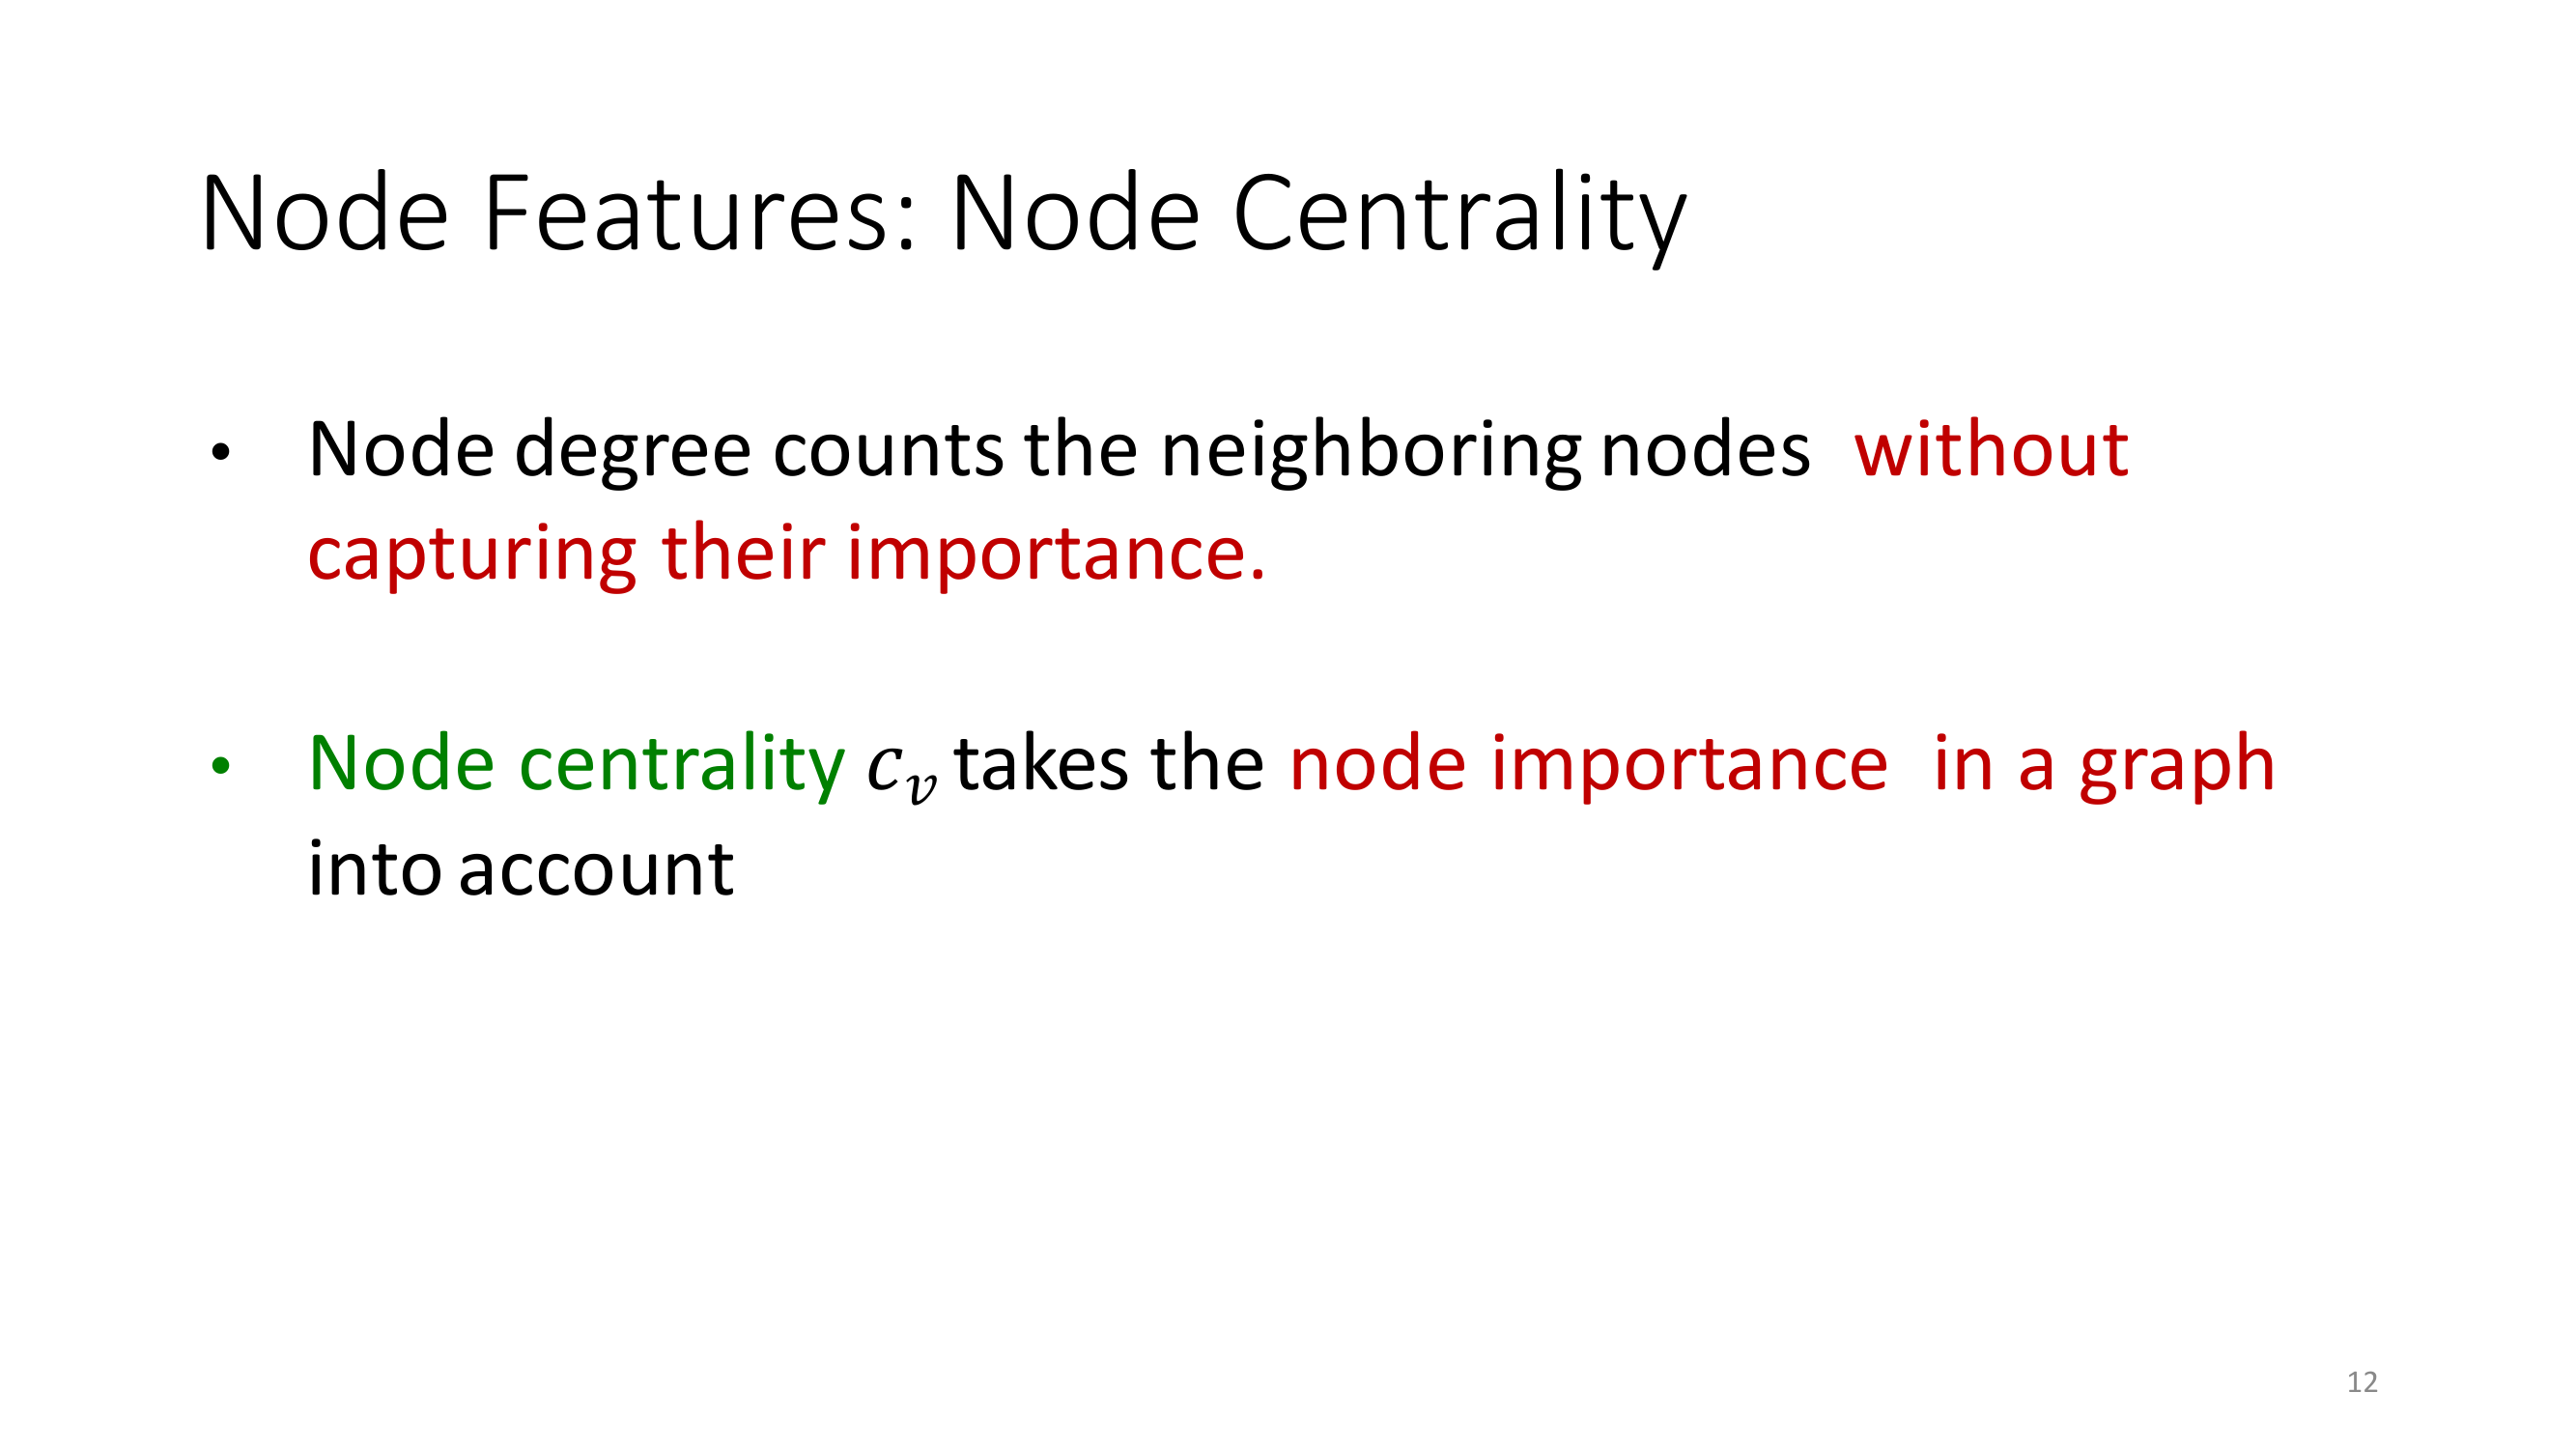 Node Features: Node Centrality
• Node degree counts the neighboring nodes without
capturing their importance.
• Node centrality 𝑐𝑣 takes the node importance in a graph
into account
12